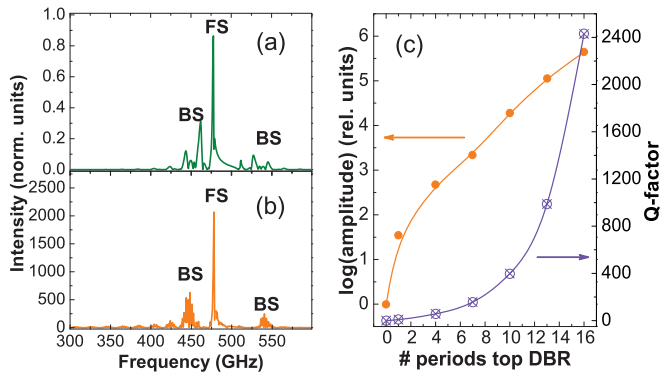 (a)
FS
BS
BS
1.0
0.8
0.6
0.4
0.2
0.0
(b)
FS
BS
BS
2500
2000
1500
1000
500
0
300 350 400 450 500 550
Frequency (GHz)
Intensity (norm. units)
(c)
6
5
4
3
2
1
0
log(amplitude) (rel. units)
2400
2000
1600
1200
800
400
0
Q-factor
0 2 4 6 8 10 12 14 16
# periods top DBR